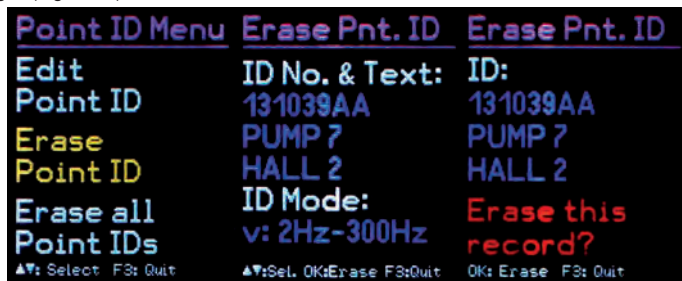 Point ID Menu
Edit
Point ID
Erase
Point ID
Erase all
Point IDs
▲▼: Select F3: Quit
Erase Pnt. ID
ID No. & Text:
131039AA
PUMP 7
HALL 2
ID Mode:
v: 2Hz-300Hz
▲▼:Sel. OK:Erase F3:Quit
Erase Pnt. ID
ID:
131039AA
PUMP 7
HALL 2
Erase this
record?
OK: Erase F3: Quit